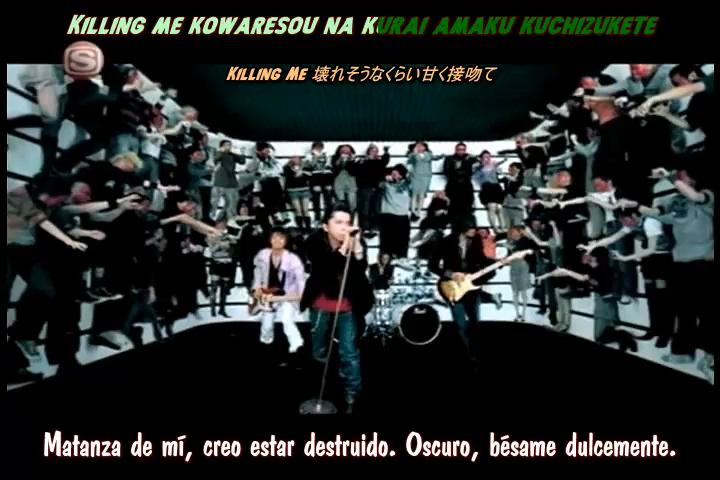 Killing me kowaresou na kurai amaku kuchizukete
S
Killing Me 壊れそうなくらい甘く接吻て
Matanza de mí, creo estar destruido. Oscuro, bésame dulcemente.